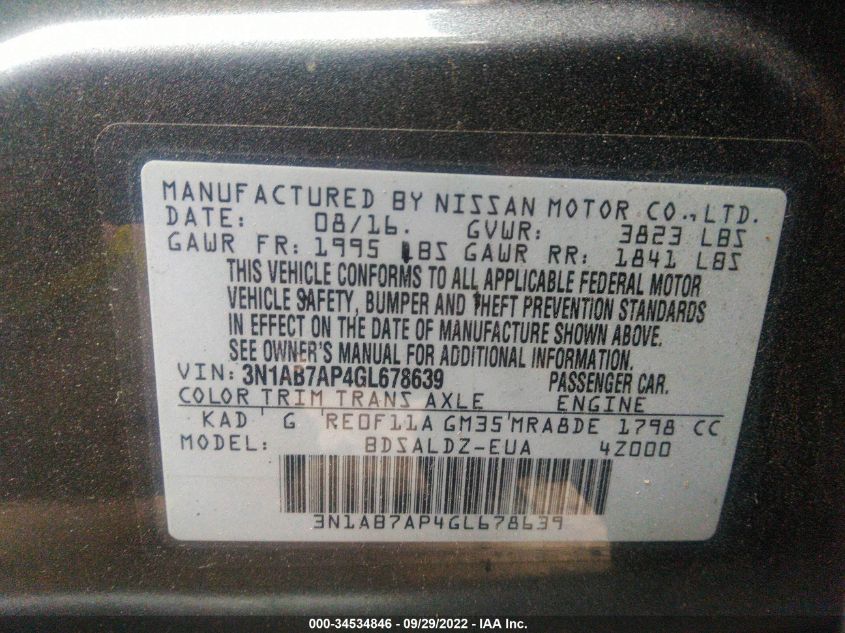 MANUFACTURED BY NISSAN MOTOR CO., LTD.
DATE: 08/16. GVWR: 3823 LBS
GAWR FR: 1995 LBS GAWR RR: 1841 LBS
THIS VEHICLE CONFORMS TO ALL APPLICABLE FEDERAL MOTOR
VEHICLE SAFETY, BUMPER AND THEFT PREVENTION STANDARDS
IN EFFECT ON THE DATE OF MANUFACTURE SHOWN ABOVE.
SEE OWNER'S MANUAL FOR ADDITIONAL INFORMATION.
VIN: 3N1AB7AP4GL678639 PASSENGER CAR.
COLOR TRIM TRANS AXLE ENGINE
KAD G RE0F11A GM35 MRA8DE 1798 CC
MODEL: BDSALDZ-EUA 4Z000
3N1AB7AP4GL678639
000-34534846 - 09/29/2022 - IAA Inc.